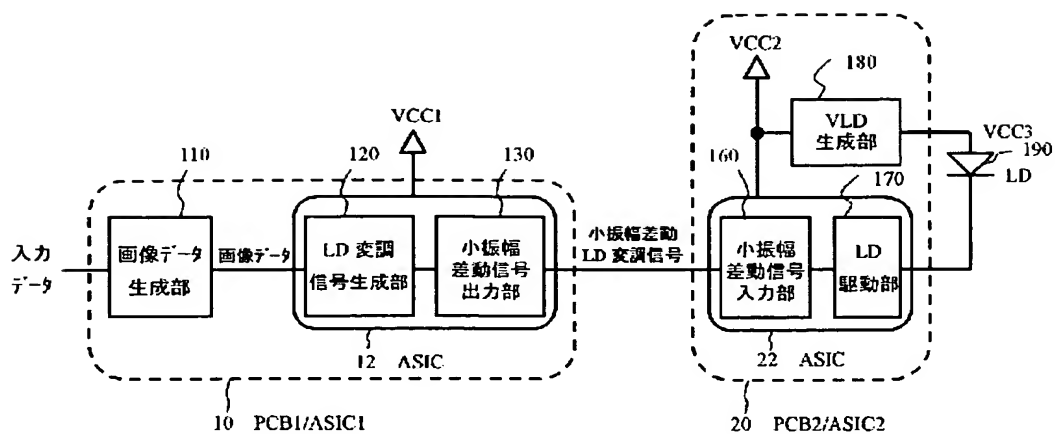 VCC2
180
VLD
生成部
VCC3
190
LD
VCC1
110
120
130
160
170
入力
データ
画像データ
生成部
画像データ
LD 変調
信号生成部
小振幅
差動信号
出力部
小振幅差動
LD 変調信号
小振幅
差動信号
入力部
LD
駆動部
12 ASIC
22 ASIC
10 PCB1/ASIC1
20 PCB2/ASIC2